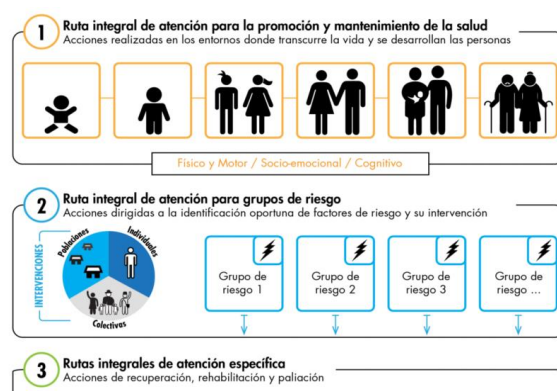 1
Ruta integral de atención para la promoción y mantenimiento de la salud
Acciones realizadas en los entornos donde transcurre la vida y se desarrollan las personas
Físico y Motor / Socio-emocional / Cognitivo
2
Ruta integral de atención para grupos de riesgo
Acciones dirigidas a la identificación oportuna de factores de riesgo y su intervención
INTERVENCIONES
Poblaciones
Individuales
Colectivas
Grupo de
riesgo 1
Grupo de
riesgo 2
Grupo de
riesgo 3
Grupo de
riesgo ...
3
Rutas integrales de atención específica
Acciones de recuperación, rehabilitación y paliación